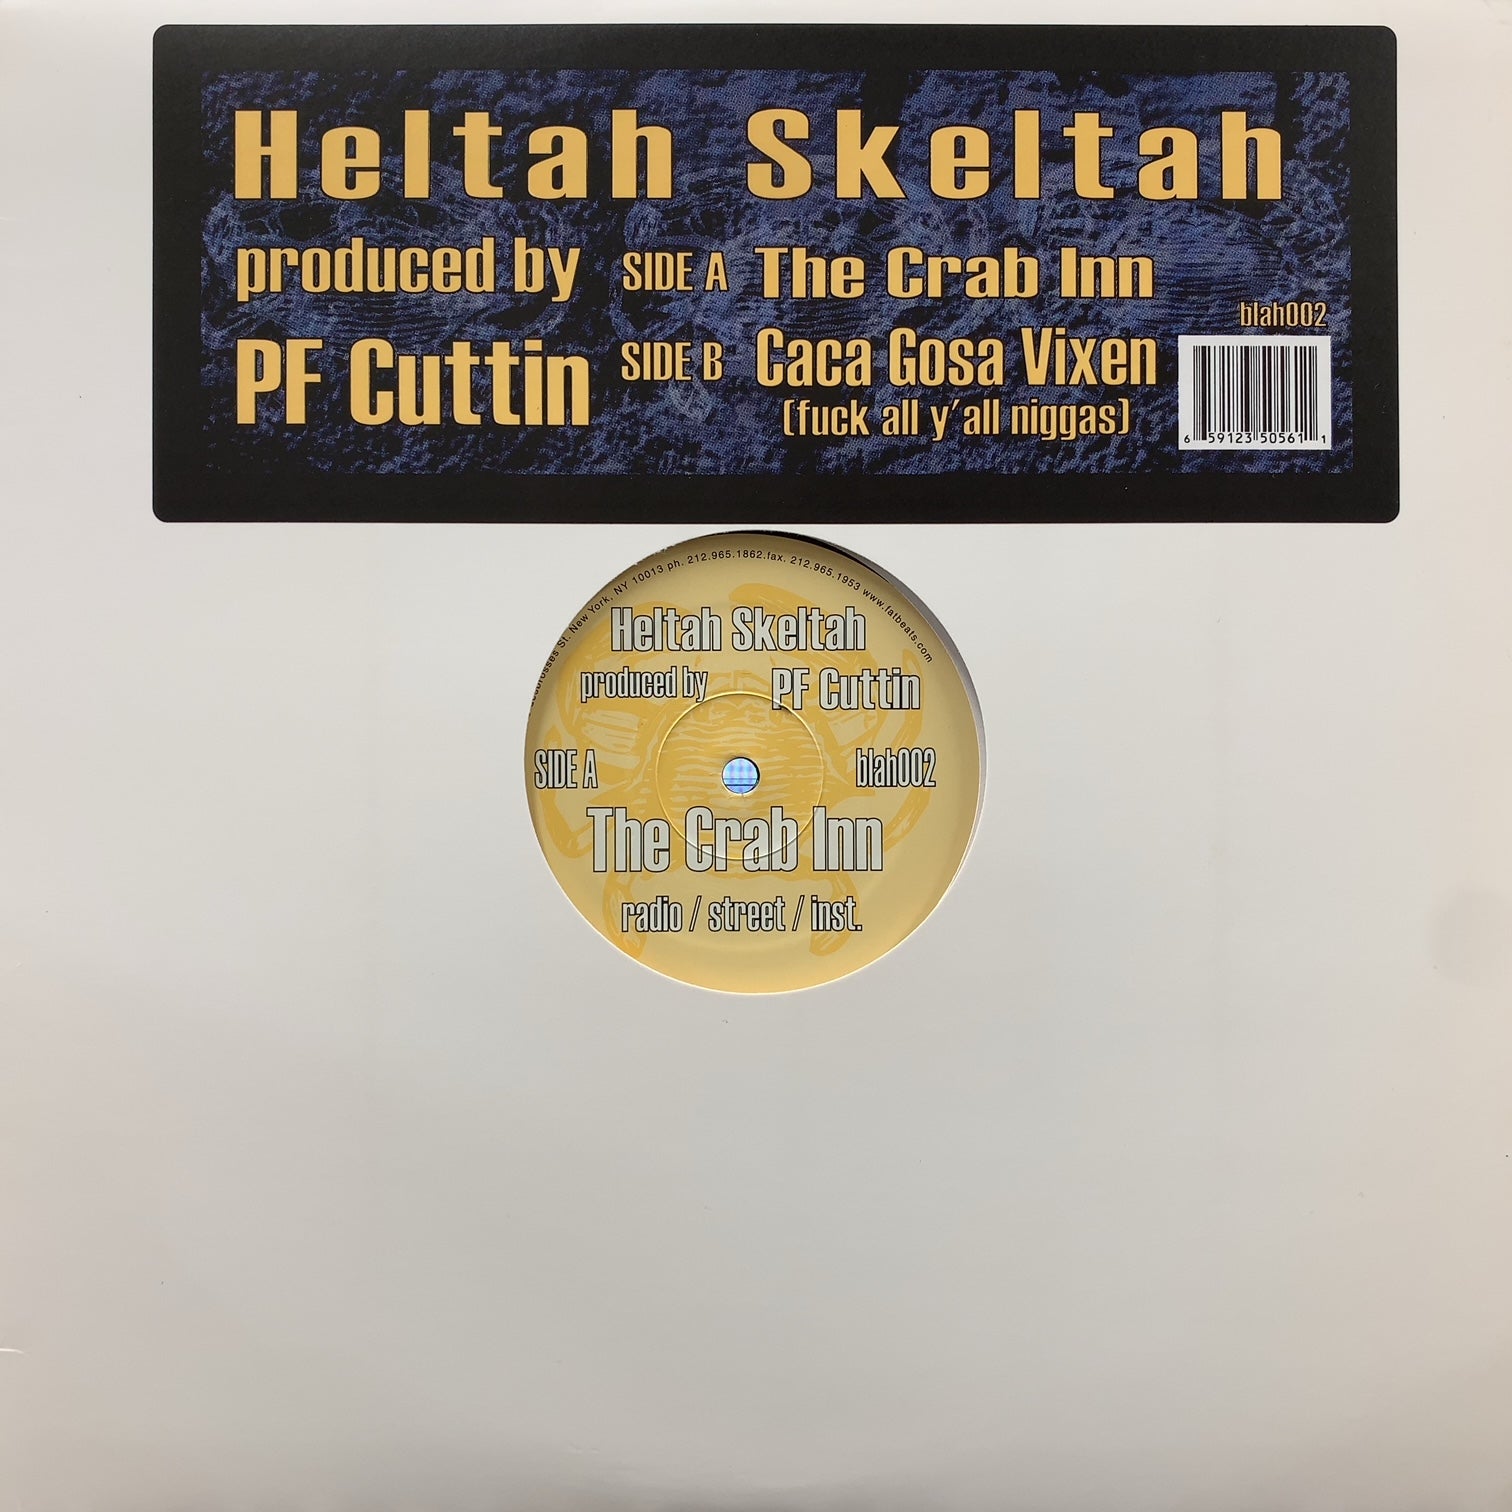 Heltah Skeltah
produced by
PF Cuttin
SIDE A The Crab Inn
SIDE B Caca Gosa Vixen
(fuck all y'all niggas)
blah002
6 59123 50561 1
St. New York, NY 10013 ph. 212.965.1862.fax. 212.965.1953 www.fatbeats.com
Heltah Skeltah
produced by PF Cuttin
SIDE A blah002
The Crab Inn
radio / street / inst.